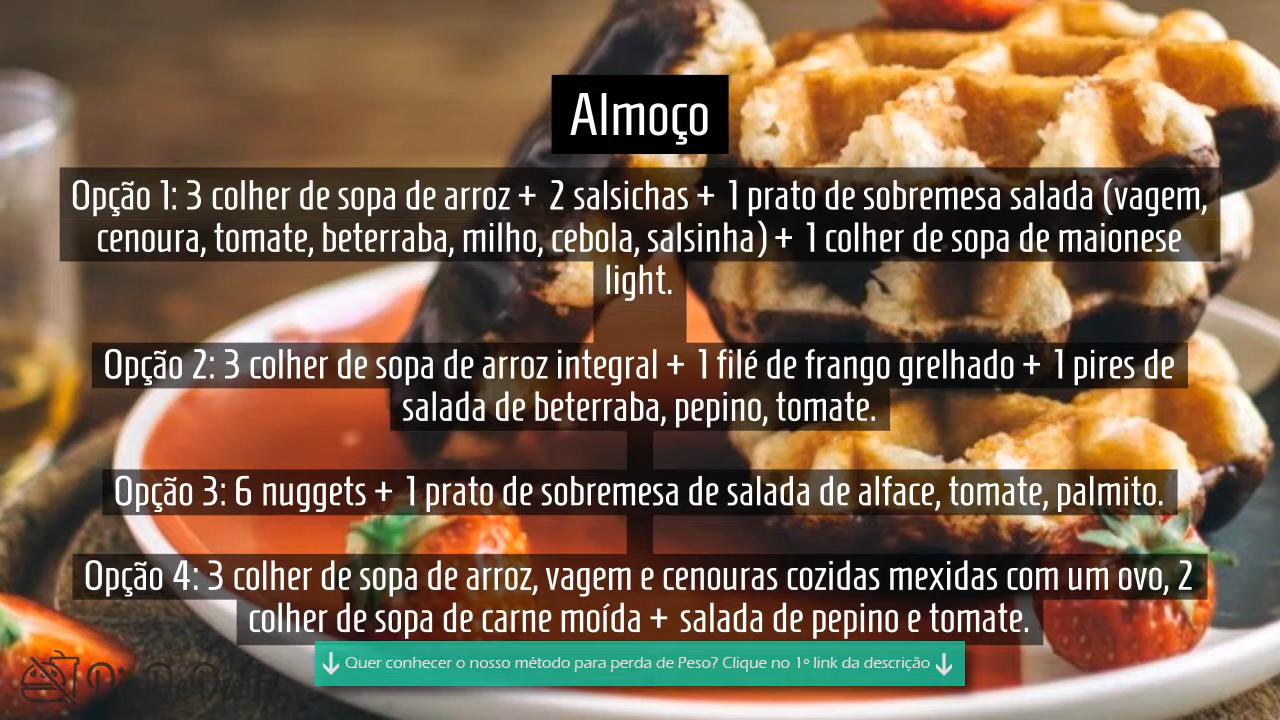 Almoço
Opção 1: 3 colher de sopa de arroz + 2 salsichas + 1 prato de sobremesa salada (vagem,
cenoura, tomate, beterraba, milho, cebola, salsinha) + 1 colher de sopa de maionese
light.
Opção 2: 3 colher de sopa de arroz integral + 1 filé de frango grelhado + 1 pires de
salada de beterraba, pepino, tomate.
Opção 3: 6 nuggets + 1 prato de sobremesa de salada de alface, tomate, palmito.
Opção 4: 3 colher de sopa de arroz, vagem e cenouras cozidas mexidas com um ovo, 2
colher de sopa de carne moída + salada de pepino e tomate.
↓ Quer conhecer o nosso método para perda de Peso? Clique no 1º link da descrição ↓